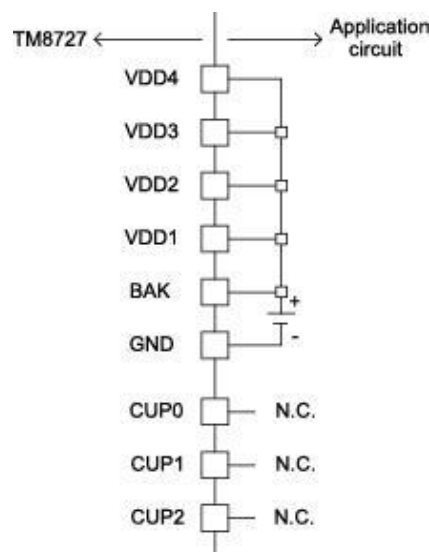 TM8727
Application
circuit
VDD4
VDD3
VDD2
VDD1
BAK
+
GND
-
CUP0 N.C.
CUP1 N.C.
CUP2 N.C.